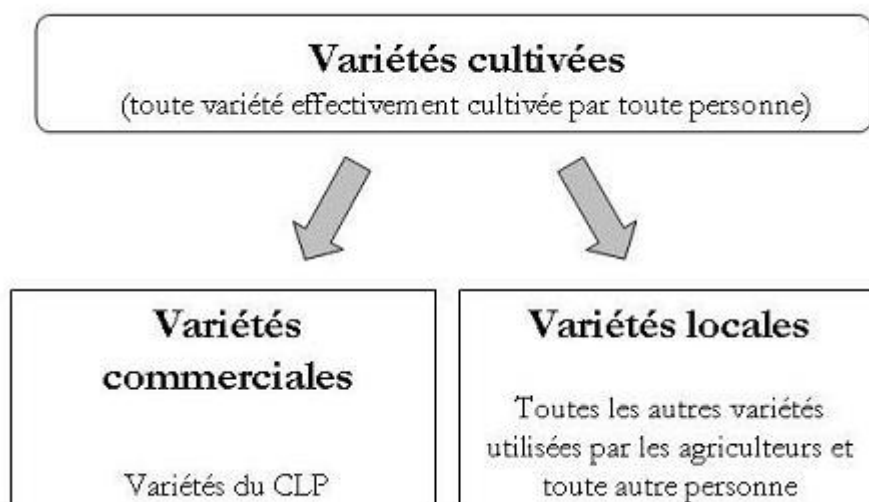 Variétés cultivées
(toute variété effectivement cultivée par toute personne)
Variétés
commerciales
Variétés du CLP
Variétés locales
Toutes les autres variétés
utilisées par les agriculteurs et
toute autre personne